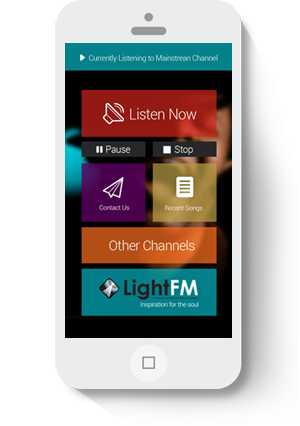 Currently Listening to Mainstrean Channel
Listen Now
Pause
Stop
Contact Us
Recent Songs
Other Channels
LightFM
Inspiration for the soul